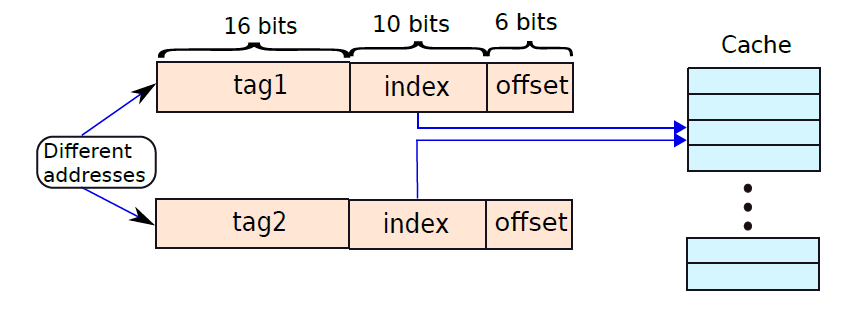 16 bits
10 bits
6 bits
Cache
tag1
index
offset
Different
addresses
tag2
index
offset